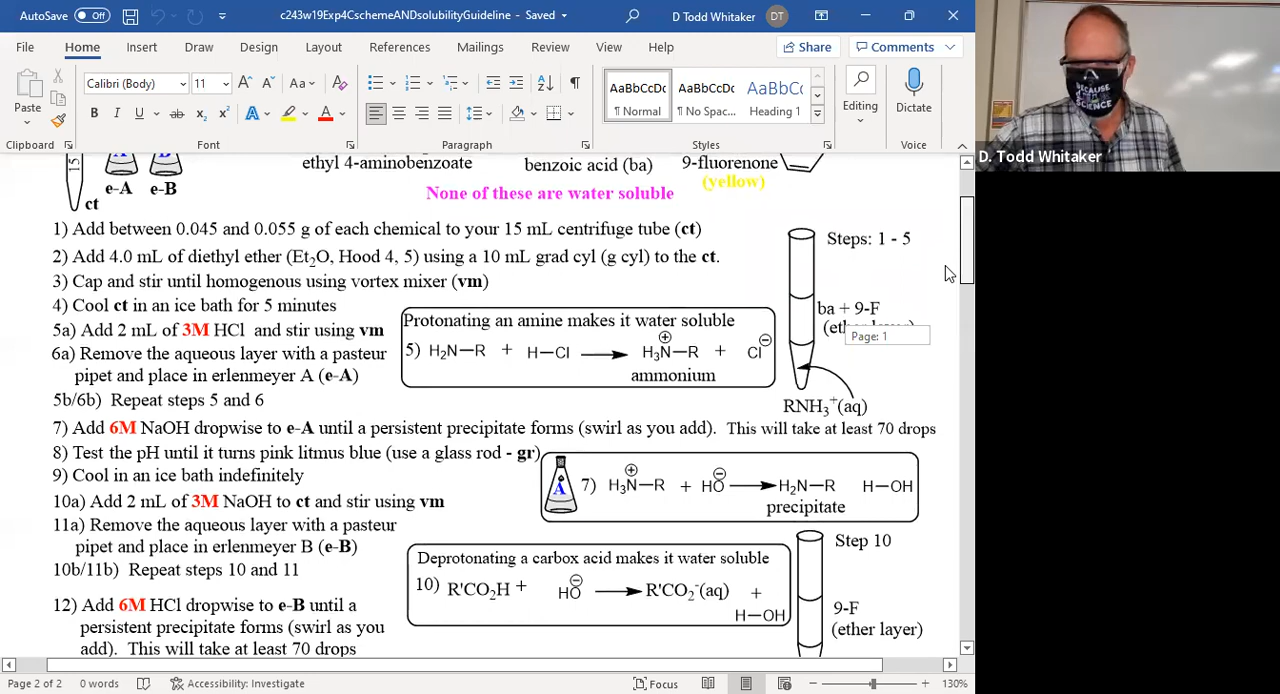 AutoSave Off c243w19Exp4CschemeANDsolubilityGuideline - Saved D Todd Whitaker DT
File Home Insert Draw Design Layout References Mailings Review View Help Share Comments
Paste Calibri (Body) 11 A A Aa A AaBbCcDc AaBbCcDc AaBbCc Editing Dictate
B I U ab x₂ x² A A ¶ Normal ¶ No Spac... Heading 1
Clipboard Font Paragraph Styles Voice
ethyl 4-aminobenzoate benzoic acid (ba) 9-fluorenone
(yellow)
15
A B
e-A e-B
ct
None of these are water soluble
1) Add between 0.045 and 0.055 g of each chemical to your 15 mL centrifuge tube (ct)
2) Add 4.0 mL of diethyl ether (Et₂O, Hood 4, 5) using a 10 mL grad cyl (g cyl) to the ct.
3) Cap and stir until homogenous using vortex mixer (vm)
4) Cool ct in an ice bath for 5 minutes
5a) Add 2 mL of 3M HCl and stir using vm
6a) Remove the aqueous layer with a pasteur
pipet and place in erlenmeyer A (e-A)
5b/6b) Repeat steps 5 and 6
Protonating an amine makes it water soluble
5) H₂N−R + H−Cl ⟶ H₃N⊕−R + Cl⊖
ammonium
Steps: 1 - 5
ba + 9-F
Page: 1
RNH₃⁺(aq)
7) Add 6M NaOH dropwise to e-A until a persistent precipitate forms (swirl as you add). This will take at least 70 drops
8) Test the pH until it turns pink litmus blue (use a glass rod - gr)
9) Cool in an ice bath indefinitely
A 7) H₃N⊕−R + HO⊖ ⟶ H₂N−R H−OH
precipitate
10a) Add 2 mL of 3M NaOH to ct and stir using vm
11a) Remove the aqueous layer with a pasteur
pipet and place in erlenmeyer B (e-B)
10b/11b) Repeat steps 10 and 11
Deprotonating a carbox acid makes it water soluble
10) R'CO₂H + HO⊖ ⟶ R'CO₂⁻(aq) +
H−OH
Step 10
9-F
(ether layer)
12) Add 6M HCl dropwise to e-B until a
persistent precipitate forms (swirl as you
add). This will take at least 70 drops
Page 2 of 2 0 words Accessibility: Investigate Focus 130%
BECAUSE
SCIENCE
D. Todd Whitaker